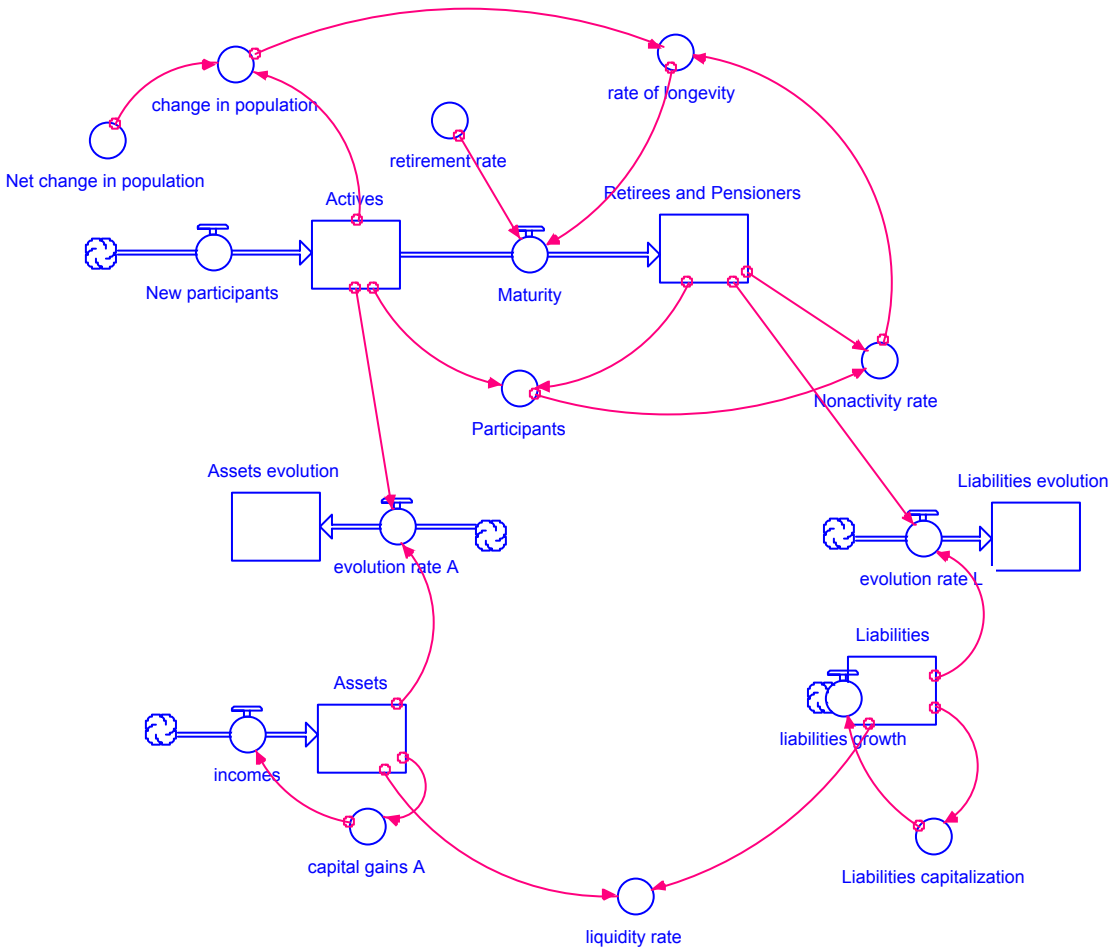 rate of longevity
change in population
retirement rate
Net change in population
Actives
Retirees and Pensioners
New participants
Maturity
Nonactivity rate
Participants
Assets evolution
Liabilities evolution
evolution rate A
evolution rate L
Liabilities
Assets
liabilities growth
incomes
capital gains A
Liabilities capitalization
liquidity rate